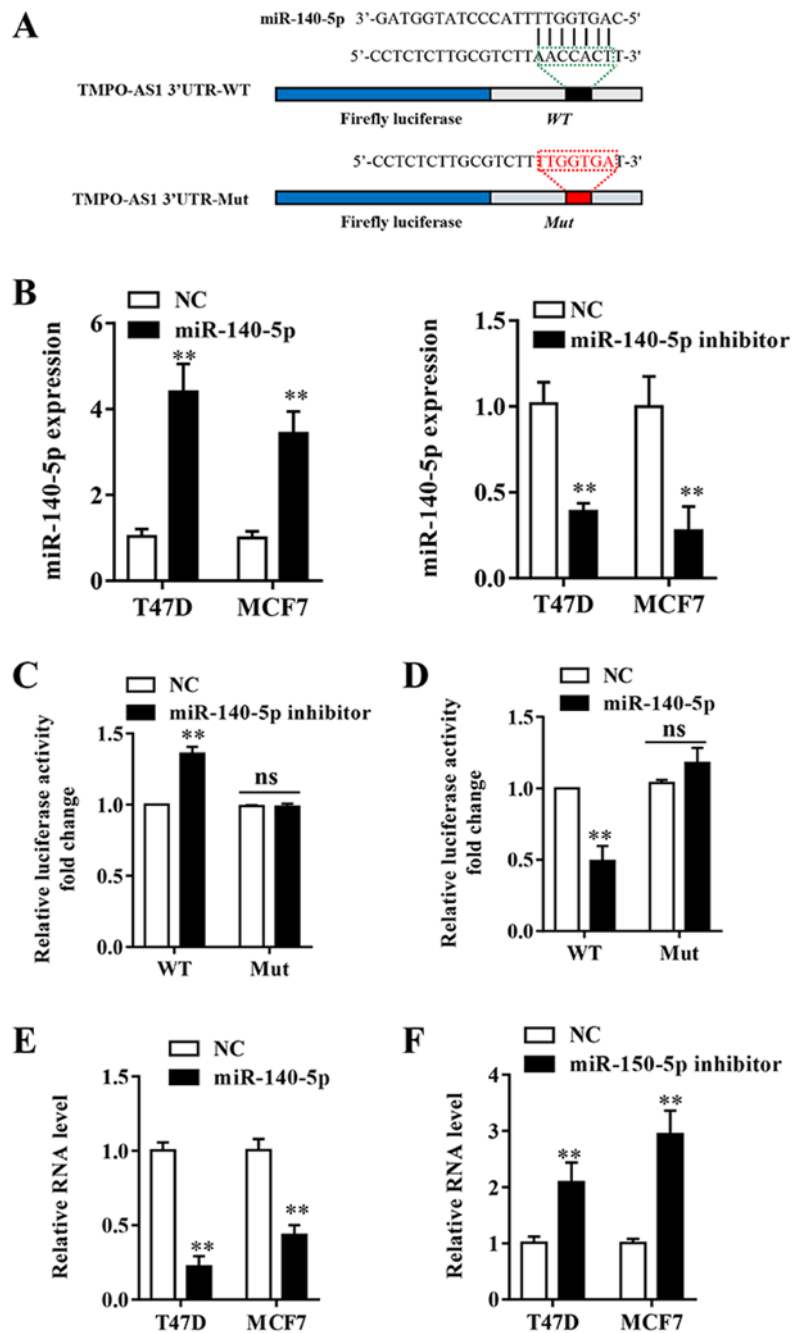 A
miR-140-5p 3'-GATGGTATCCCATTTTGGTGAC-5'
5'-CCTCTCTTGCGTCTTAACCACTT-3'
TMPO-AS1 3'UTR-WT
Firefly luciferase WT
5'-CCTCTCTTGCGTCTTTTGGTGAT-3'
TMPO-AS1 3'UTR-Mut
Firefly luciferase Mut
B
NC
miR-140-5p
miR-140-5p expression
6
4
2
0
**
**
T47D MCF7
NC
miR-140-5p inhibitor
miR-140-5p expression
1.5
1.0
0.5
0.0
**
**
T47D MCF7
C
NC
miR-140-5p inhibitor
Relative luciferase activity
fold change
1.5
1.0
0.5
0.0
**
ns
WT Mut
D
NC
miR-140-5p
Relative luciferase activity
fold change
1.5
1.0
0.5
0.0
**
ns
WT Mut
E
NC
miR-140-5p
Relative RNA level
1.5
1.0
0.5
0.0
**
**
T47D MCF7
F
NC
miR-150-5p inhibitor
Relative RNA level
4
3
2
1
0
**
**
T47D MCF7